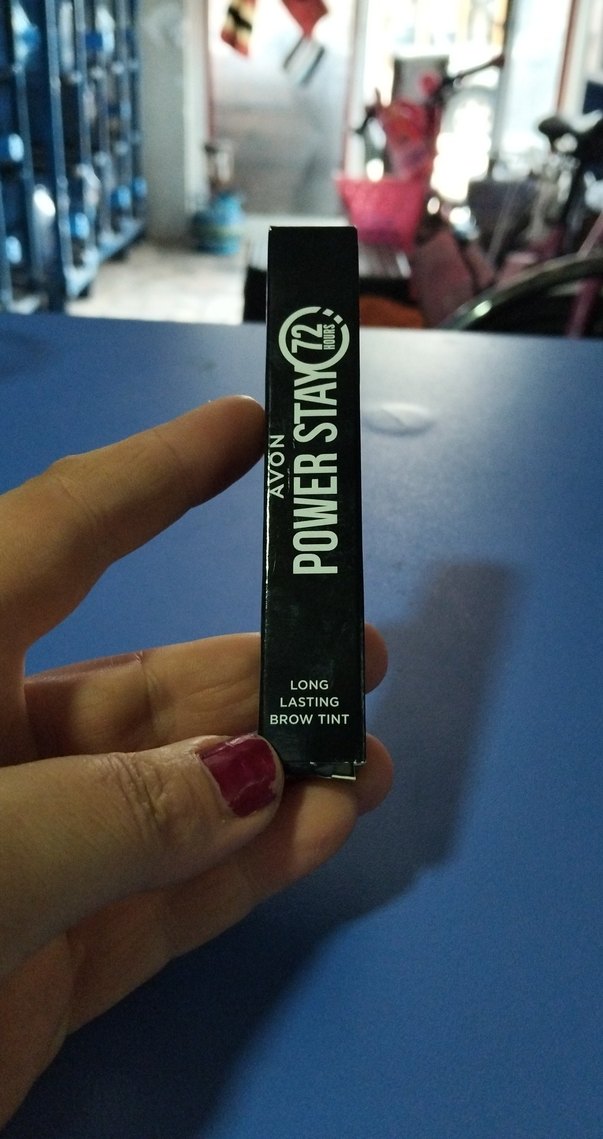 AVON
POWER STAY 72 HOURS
LONG
LASTING
BROW TINT